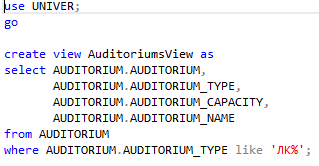 use UNIVER;
go
create view AuditoriumsView as
select AUDITORIUM.AUDITORIUM,
AUDITORIUM.AUDITORIUM_TYPE,
AUDITORIUM.AUDITORIUM_CAPACITY,
AUDITORIUM.AUDITORIUM_NAME
from AUDITORIUM
where AUDITORIUM.AUDITORIUM_TYPE like 'ЛК%';